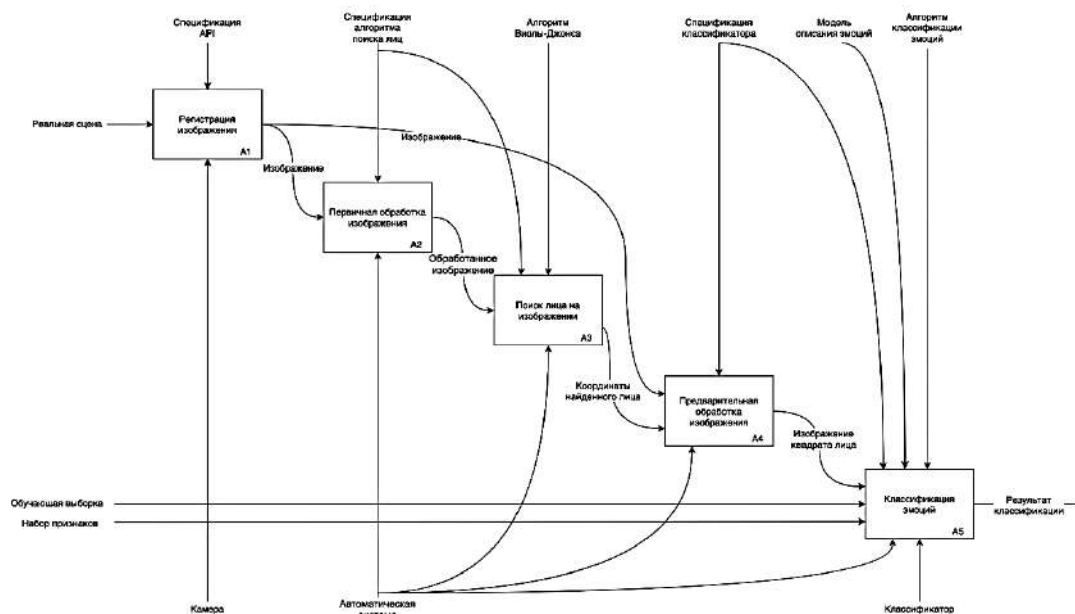 Спецификация
API
Спецификация
алгоритма
поиска лиц
Алгоритм
Виолы-Джонса
Спецификация
классификатора
Модель
описания эмоций
Алгоритм
классификации
эмоций
Реальная сцена
Регистрация
изображения
A1
Изображение
Изображение
Первичная обработка
изображения
A2
Обработанное
изображение
Поиск лица на
изображении
A3
Координаты
найденного лица
Предварительная
обработка
изображения
A4
Изображение
квадрата лица
Обучающая выборка
Набор признаков
Классификация
эмоций
A5
Результат
классификации
Камера
Автоматическая
Классификатор